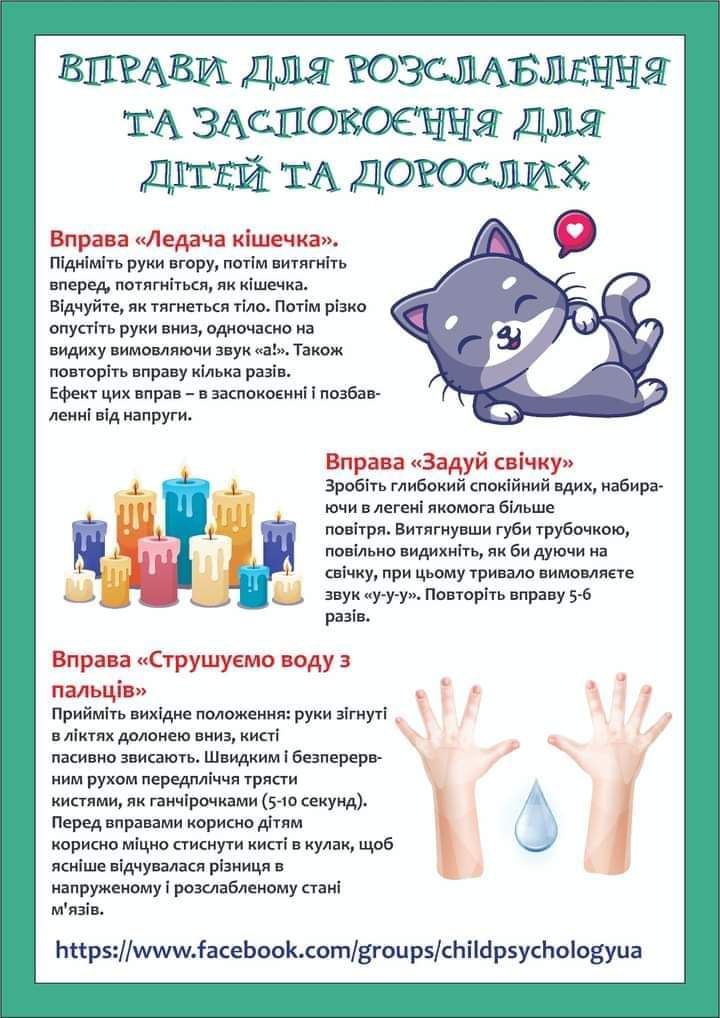 ВПРАВИ ДЛЯ РОЗСЛАБЛЕННЯ
ТА ЗАСПОКОЄННЯ ДЛЯ
ДІТЕЙ ТА ДОРОСЛИХ
Вправа «Ледача кішечка».
Підніміть руки вгору, потім витягніть
вперед, потягніться, як кішечка.
Відчуйте, як тягнеться тіло. Потім різко
опустіть руки вниз, одночасно на
видиху вимовляючи звук «а!». Також
повторіть вправу кілька разів.
Ефект цих вправ – в заспокоєнні і позбав-
ленні від напруги.
Вправа «Задуй свічку»
Зробіть глибокий спокійний вдих, набира-
ючи в легені якомога більше
повітря. Витягнувши губи трубочкою,
повільно видихніть, як би дуючи на
свічку, при цьому тривало вимовляєте
звук «у-у-у». Повторіть вправу 5-6
разів.
Вправа «Струшуємо воду з
пальців»
Прийміть вихідне положення: руки зігнуті
в ліктях долонею вниз, кисті
пасивно звисають. Швидким і безперерв-
ним рухом передпліччя трясти
кистями, як ганчірочками (5-10 секунд).
Перед вправами корисно дітям
корисно міцно стиснути кисті в кулак, щоб
ясніше відчувалася різниця в
напруженому і розслабленому стані
м'язів.
https://www.facebook.com/groups/childpsychologyua